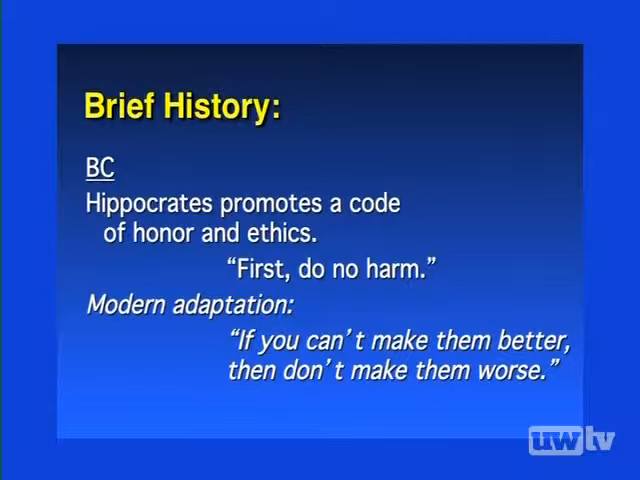 Brief History:
BC
Hippocrates promotes a code
of honor and ethics.
“First, do no harm.”
Modern adaptation:
“If you can’t make them better,
then don’t make them worse.”
uwtv